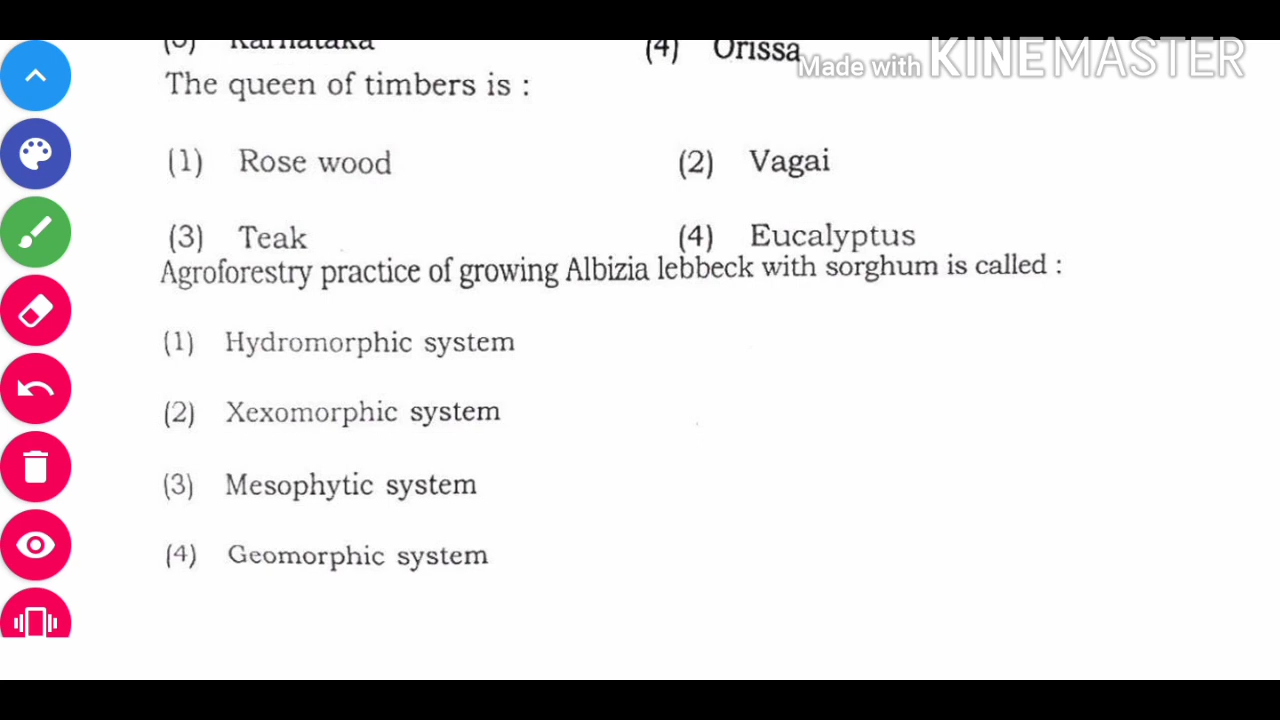 (3) Karnataka (4) Orissa
Made with KINEMASTER
The queen of timbers is :
(1) Rose wood (2) Vagai
(3) Teak (4) Eucalyptus
Agroforestry practice of growing Albizia lebbeck with sorghum is called :
(1) Hydromorphic system
(2) Xexomorphic system
(3) Mesophytic system
(4) Geomorphic system